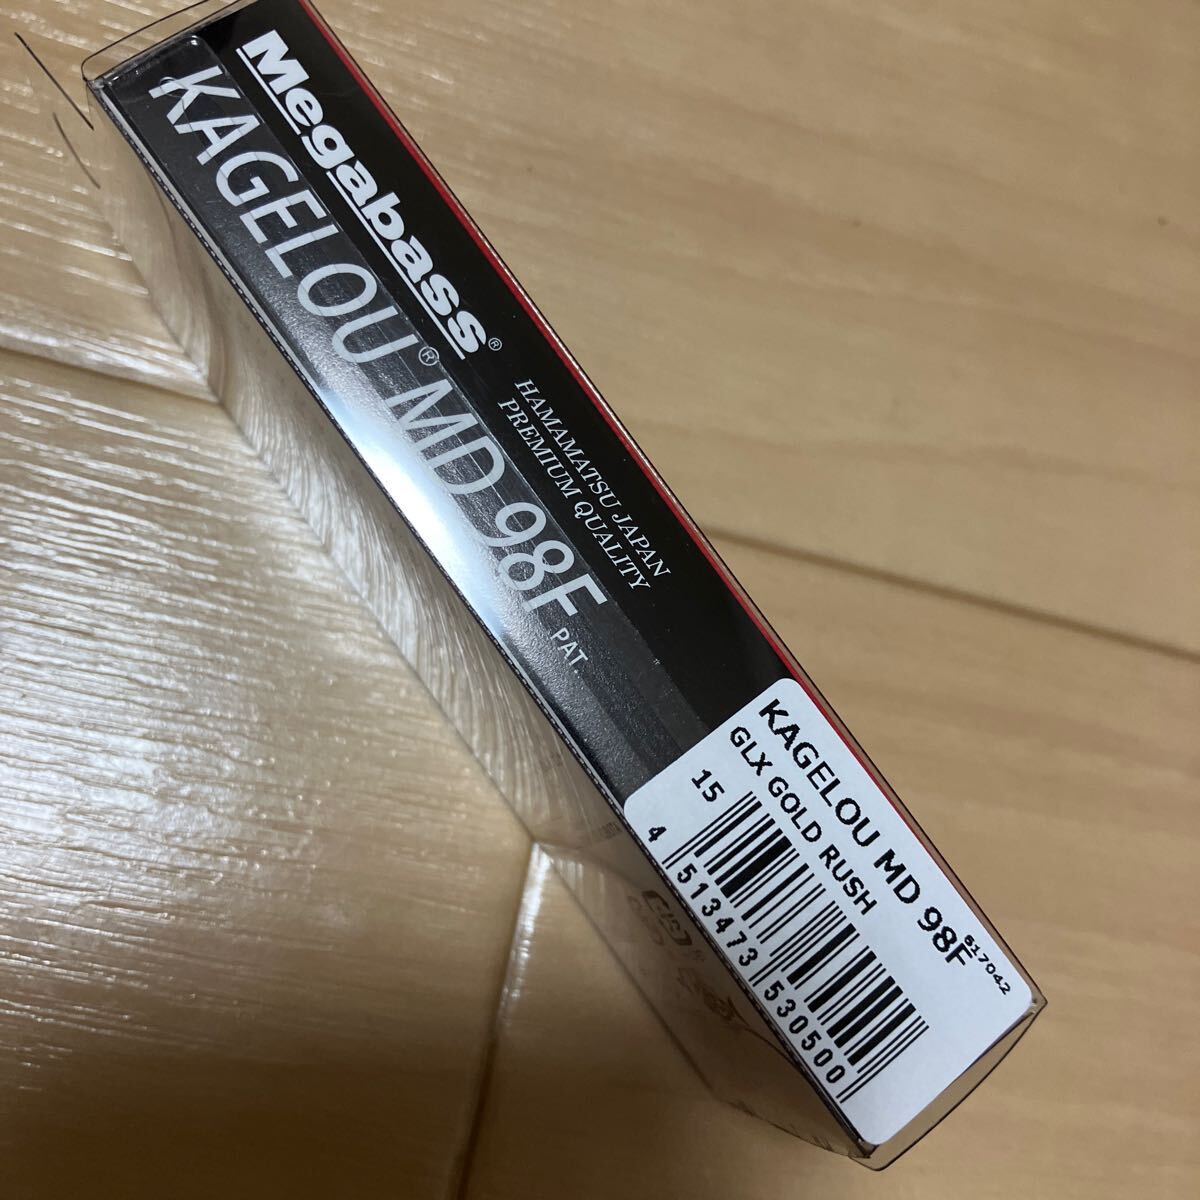 Megabass®
KAGELOU® MD 98F PAT.
HAMAMATSU JAPAN
PREMIUM QUALITY
KAGELOU MD 98F
617042
GLX GOLD RUSH
15
4 513473 530500